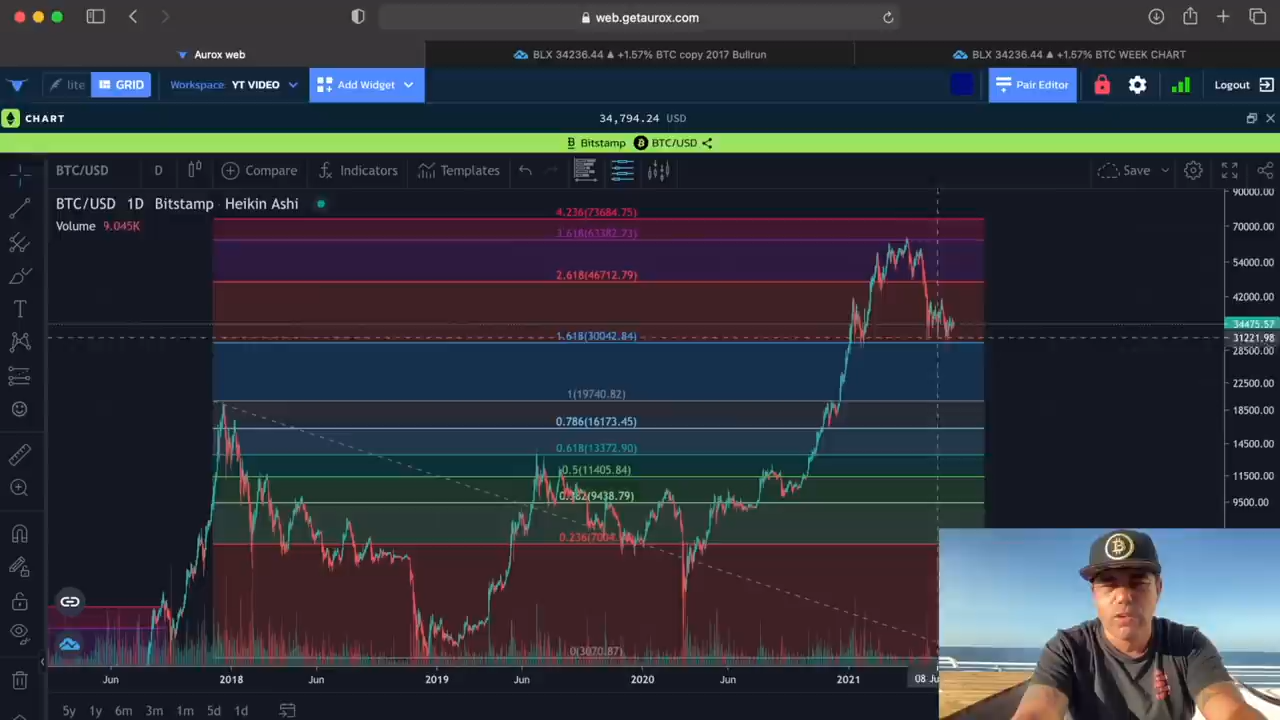 web.getaurox.com
Aurox web
BLX 34236.44 ▲ +1.57% BTC copy 2017 Bullrun
BLX 34236.44 ▲ +1.57% BTC WEEK CHART
lite
GRID
Workspace: YT VIDEO
Add Widget
Pair Editor
Logout
CHART
34,794.24 USD
Bitstamp BTC/USD
BTC/USD
D
Compare
Indicators
Templates
Save
BTC/USD 1D Bitstamp Heikin Ashi
Volume 9.045K
4.236(73684.75)
3.618(63382.73)
2.618(46712.79)
1.618(30042.84)
1(19740.82)
0.786(16173.45)
0.618(13372.90)
0.5(11405.84)
0.382(9438.79)
0(3070.87)
90000.00
70000.00
54000.00
42000.00
34475.57
31221.98
28500.00
22500.00
18500.00
14500.00
11500.00
9500.00
Jun 2018 Jun 2019 Jun 2020 Jun 2021 08
5y 1y 6m 3m 1m 5d 1d